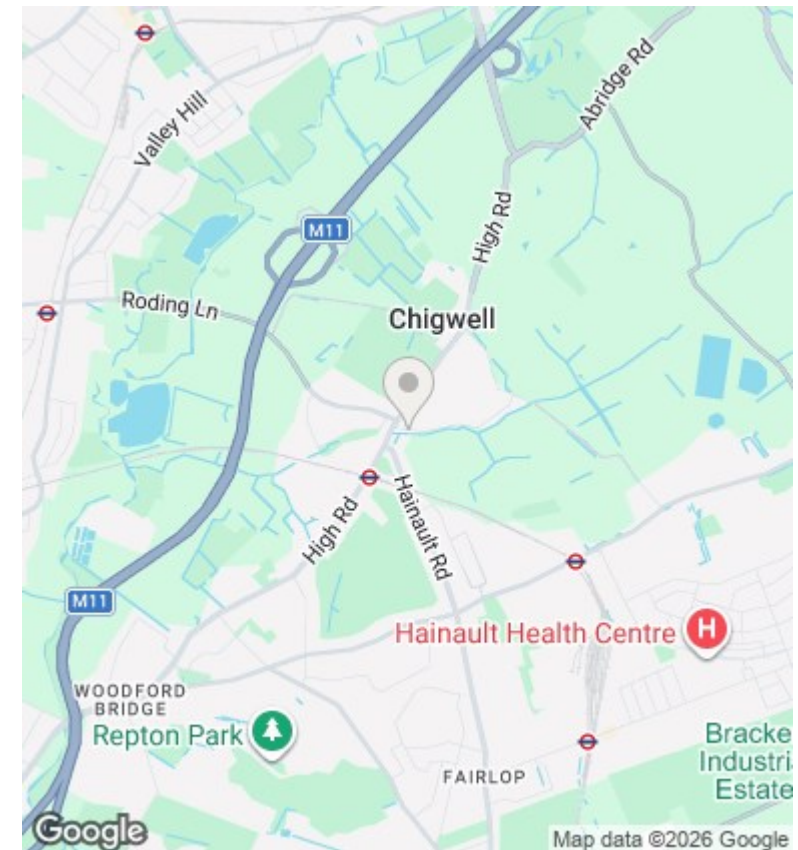 Valley Hill
Abridge Rd
M11
High Rd
Roding Ln
Chigwell
High Rd
Hainault Rd
M11
Hainault Health Centre
H
WOODFORD
BRIDGE
Repton Park
Bracke
Industria
Estate
FAIRLOP
Google
Map data ©2026 Google